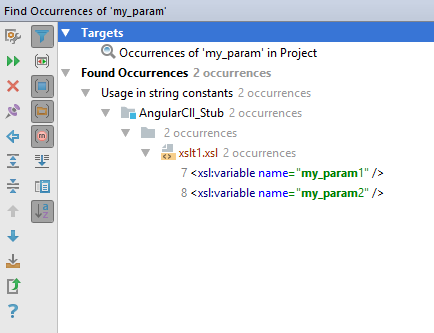 Find Occurrences of 'my_param'
Targets
Occurrences of 'my_param' in Project
Found Occurrences 2 occurrences
Usage in string constants 2 occurrences
AngularCII_Stub 2 occurrences
2 occurrences
xslt1.xsl 2 occurrences
7 <xsl:variable name="my_param1" />
8 <xsl:variable name="my_param2" />